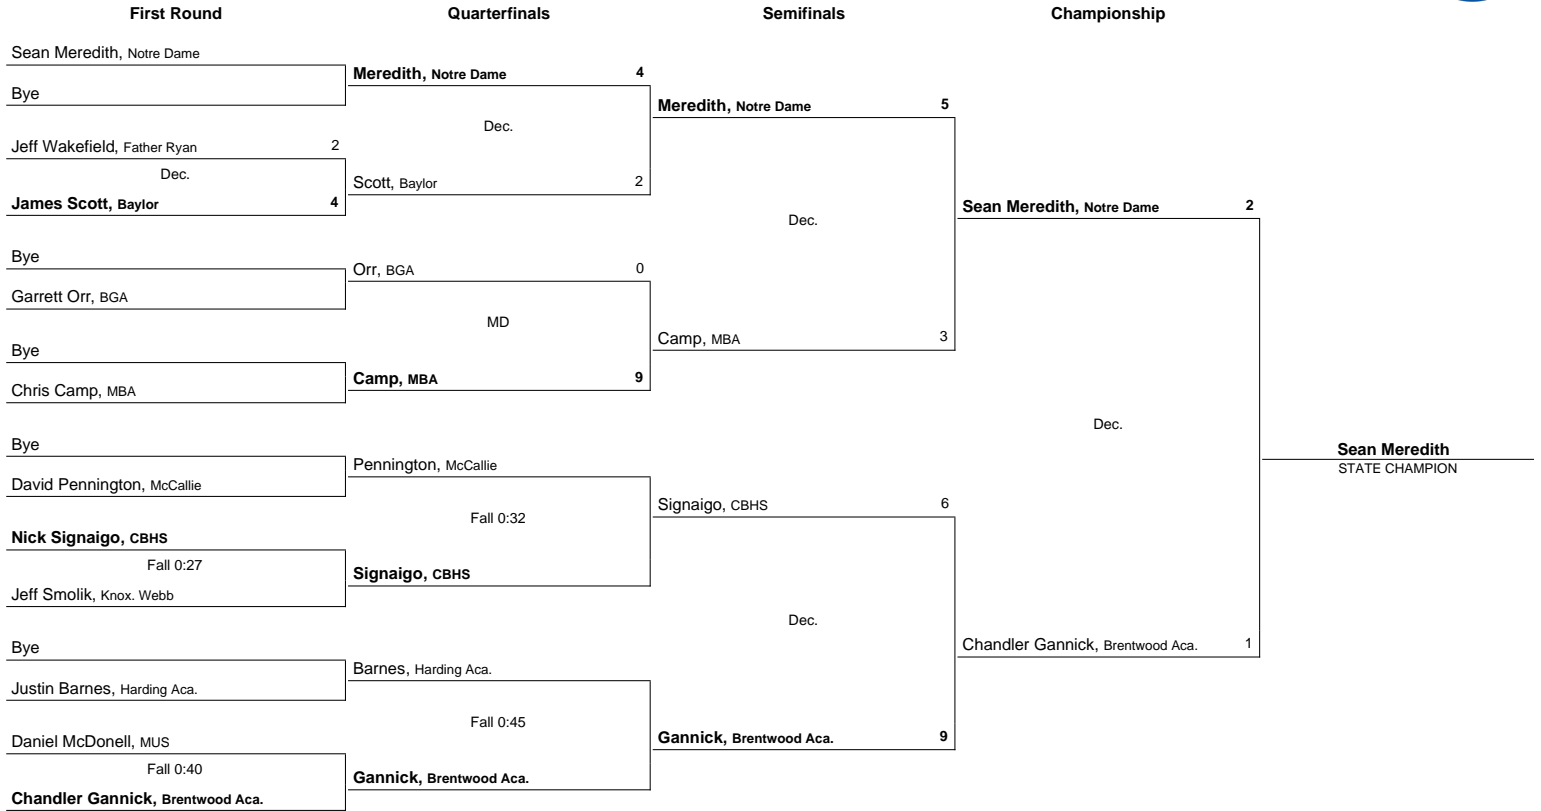 First Round Quarterfinals Semifinals Championship
Sean Meredith, Notre Dame
Bye
Jeff Wakefield, Father Ryan 2
Dec.
James Scott, Baylor 4
Bye
Garrett Orr, BGA
Bye
Chris Camp, MBA
Bye
David Pennington, McCallie
Nick Signaigo, CBHS
Fall 0:27
Jeff Smolik, Knox. Webb
Bye
Justin Barnes, Harding Aca.
Daniel McDonell, MUS
Fall 0:40
Chandler Gannick, Brentwood Aca.
Meredith, Notre Dame 4
Dec.
Scott, Baylor 2
Orr, BGA 0
MD
Camp, MBA 9
Pennington, McCallie
Fall 0:32
Signaigo, CBHS
Barnes, Harding Aca.
Fall 0:45
Gannick, Brentwood Aca.
Meredith, Notre Dame 5
Dec.
Camp, MBA 3
Signaigo, CBHS 6
Dec.
Gannick, Brentwood Aca. 9
Sean Meredith, Notre Dame 2
Dec.
Chandler Gannick, Brentwood Aca. 1
Sean Meredith
STATE CHAMPION